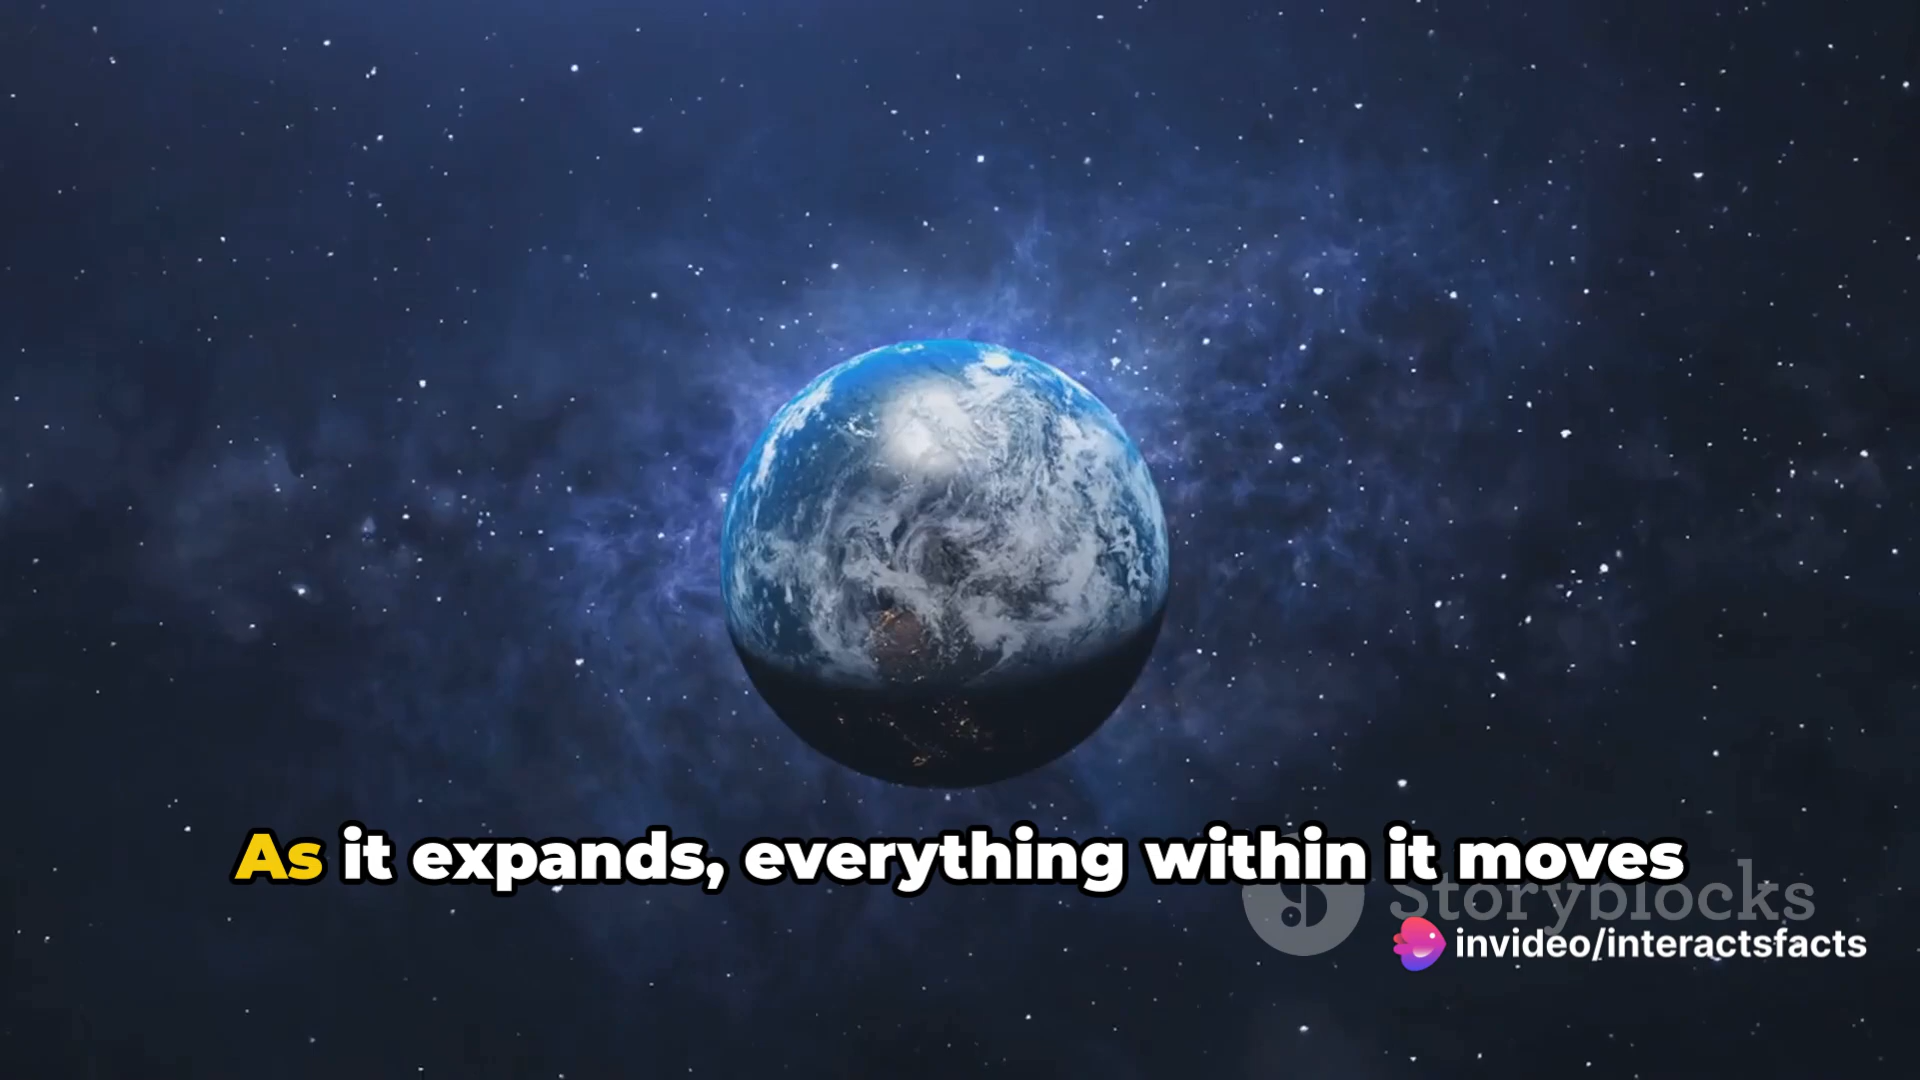 As it expands, everything within it moves
Storyblocks
invideo/interactsfacts